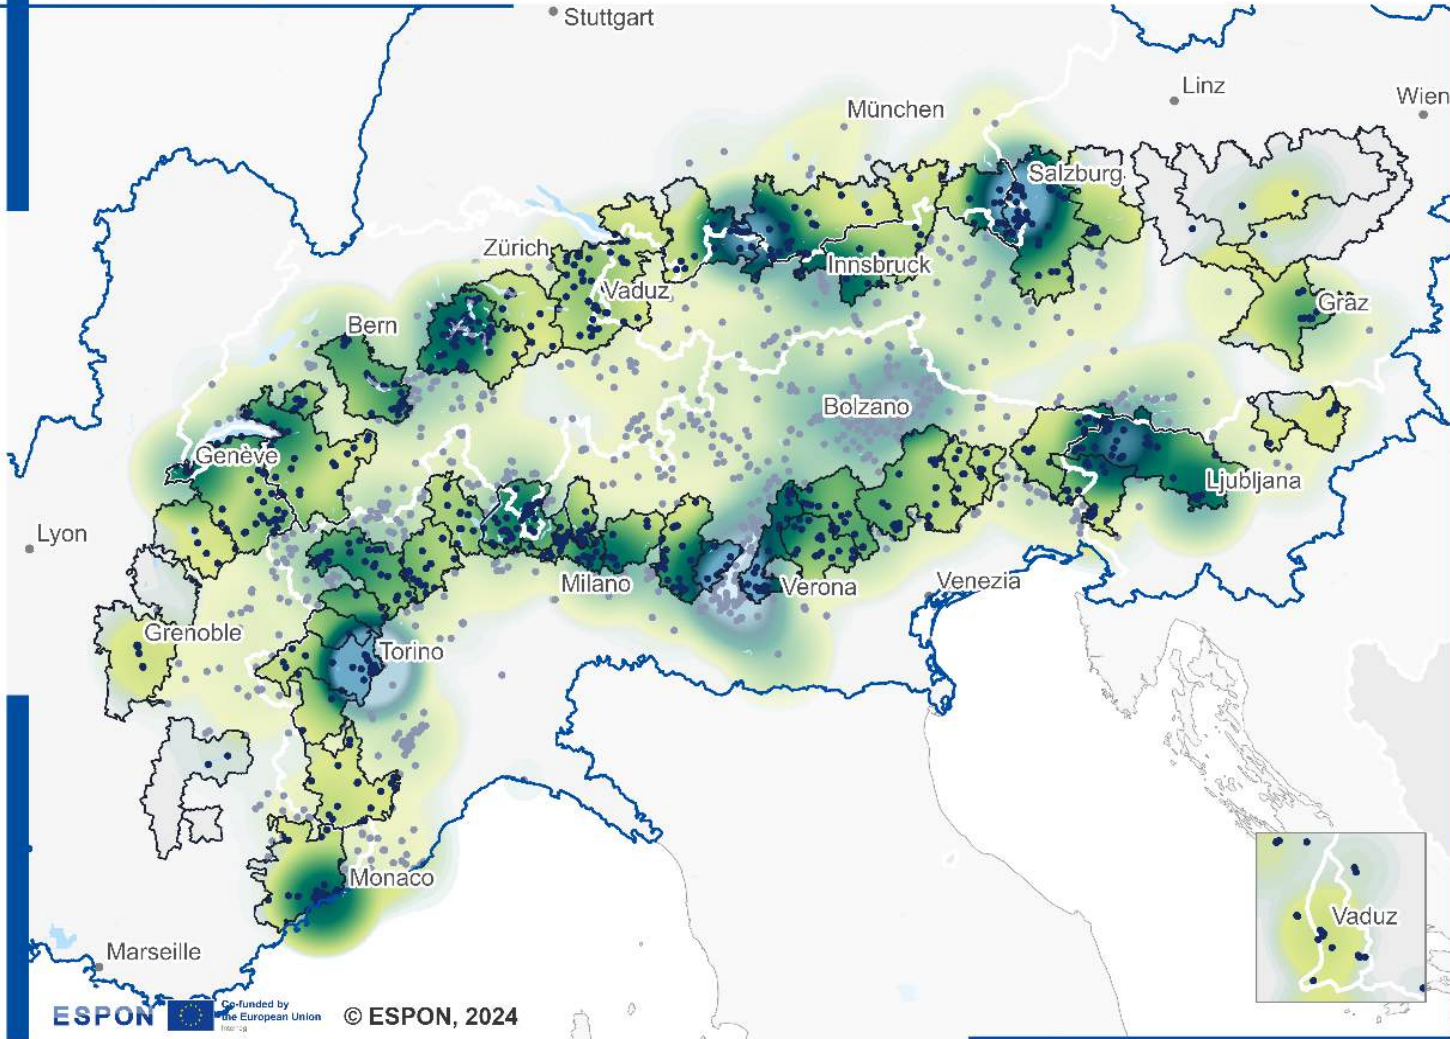 Stuttgart
Linz
Wien
München
Salzburg
Zürich
Innsbruck
Vaduz
Graz
Bern
Bolzano
Genève
Ljubljana
Lyon
Milano
Verona
Venezia
Grenoble
Torino
Monaco
Vaduz
Marseille
ESPON
Co-funded by
the European Union
Interreg
© ESPON, 2024